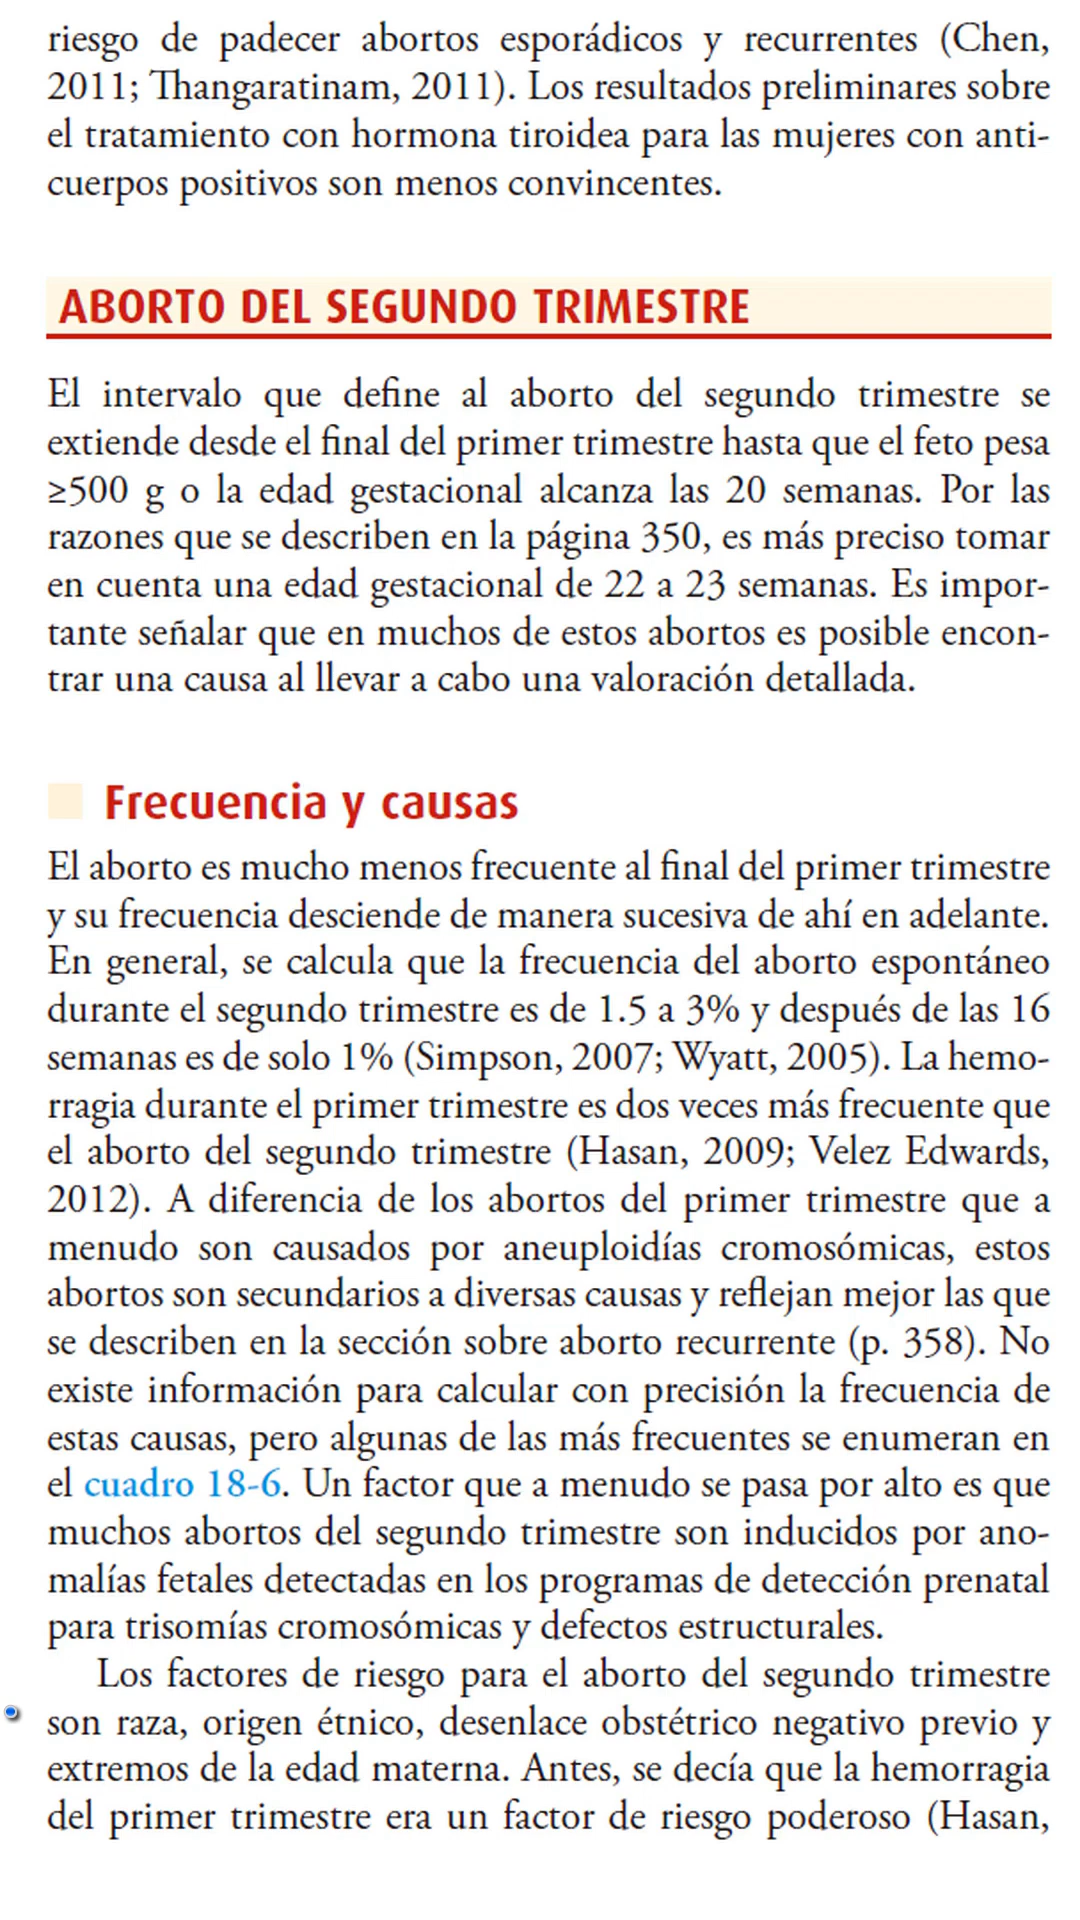 riesgo de padecer abortos esporádicos y recurrentes (Chen,
2011; Thangaratinam, 2011). Los resultados preliminares sobre
el tratamiento con hormona tiroidea para las mujeres con anti-
cuerpos positivos son menos convincentes.
ABORTO DEL SEGUNDO TRIMESTRE
El intervalo que define al aborto del segundo trimestre se
extiende desde el final del primer trimestre hasta que el feto pesa
≥500 g o la edad gestacional alcanza las 20 semanas. Por las
razones que se describen en la página 350, es más preciso tomar
en cuenta una edad gestacional de 22 a 23 semanas. Es impor-
tante señalar que en muchos de estos abortos es posible encon-
trar una causa al llevar a cabo una valoración detallada.
Frecuencia y causas
El aborto es mucho menos frecuente al final del primer trimestre
y su frecuencia desciende de manera sucesiva de ahí en adelante.
En general, se calcula que la frecuencia del aborto espontáneo
durante el segundo trimestre es de 1.5 a 3% y después de las 16
semanas es de solo 1% (Simpson, 2007; Wyatt, 2005). La hemo-
rragia durante el primer trimestre es dos veces más frecuente que
el aborto del segundo trimestre (Hasan, 2009; Velez Edwards,
2012). A diferencia de los abortos del primer trimestre que a
menudo son causados por aneuploidías cromosómicas, estos
abortos son secundarios a diversas causas y reflejan mejor las que
se describen en la sección sobre aborto recurrente (p. 358). No
existe información para calcular con precisión la frecuencia de
estas causas, pero algunas de las más frecuentes se enumeran en
el cuadro 18-6. Un factor que a menudo se pasa por alto es que
muchos abortos del segundo trimestre son inducidos por ano-
malías fetales detectadas en los programas de detección prenatal
para trisomías cromosómicas y defectos estructurales.
Los factores de riesgo para el aborto del segundo trimestre
son raza, origen étnico, desenlace obstétrico negativo previo y
extremos de la edad materna. Antes, se decía que la hemorragia
del primer trimestre era un factor de riesgo poderoso (Hasan,